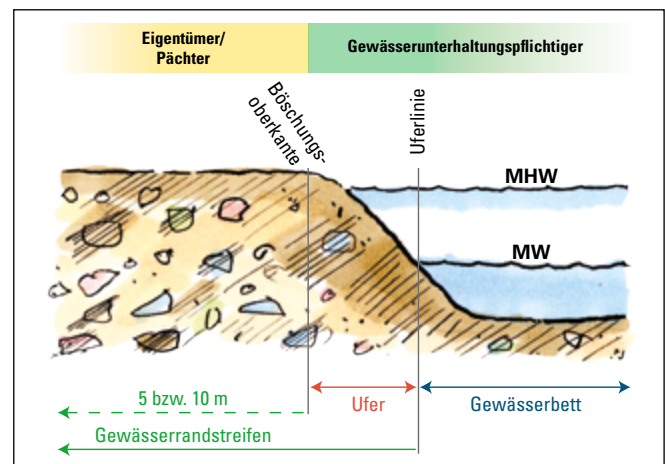 Eigentümer/
Pächter
Gewässerunterhaltungspflichtiger
Böschungs-
oberkante
Uferlinie
MHW
MW
5 bzw. 10 m
Ufer
Gewässerbett
Gewässerrandstreifen